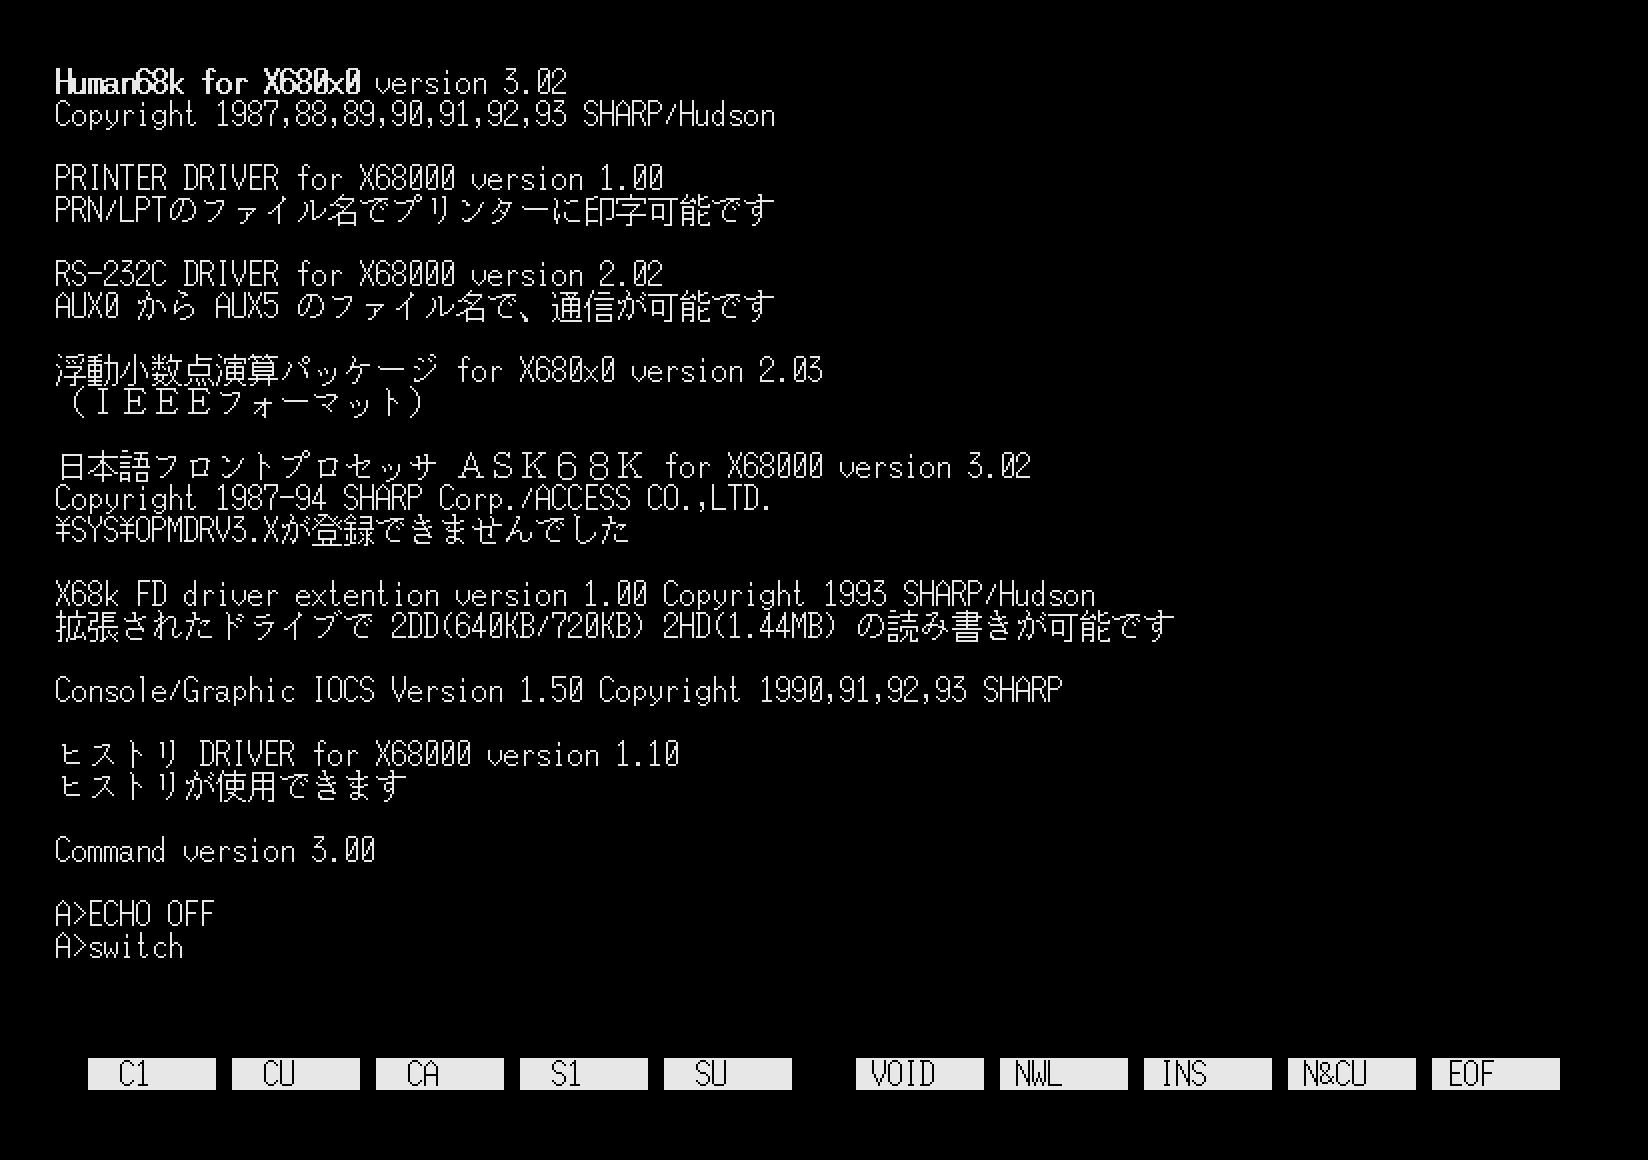 Human68k for X680x0 version 3.02
Copyright 1987,88,89,90,91,92,93 SHARP/Hudson
PRINTER DRIVER for X68000 version 1.00
PRN/LPTのファイル名でプリンターに印字可能です
RS-232C DRIVER for X68000 version 2.02
AUX0 から AUX5 のファイル名で、通信が可能です
浮動小数点演算パッケージ for X680x0 version 2.03
（ＩＥＥＥフォーマット）
日本語フロントプロセッサ ＡＳＫ６８Ｋ for X68000 version 3.02
Copyright 1987-94 SHARP Corp./ACCESS CO.,LTD.
¥SYS¥OPMDRV3.Xが登録できませんでした
X68k FD driver extention version 1.00 Copyright 1993 SHARP/Hudson
拡張されたドライブで 2DD(640KB/720KB) 2HD(1.44MB) の読み書きが可能です
Console/Graphic IOCS Version 1.50 Copyright 1990,91,92,93 SHARP
ヒストリ DRIVER for X68000 version 1.10
ヒストリが使用できます
Command version 3.00
A>ECHO OFF
A>switch
C1 CU CA S1 SU VOID NWL INS N&CU EOF